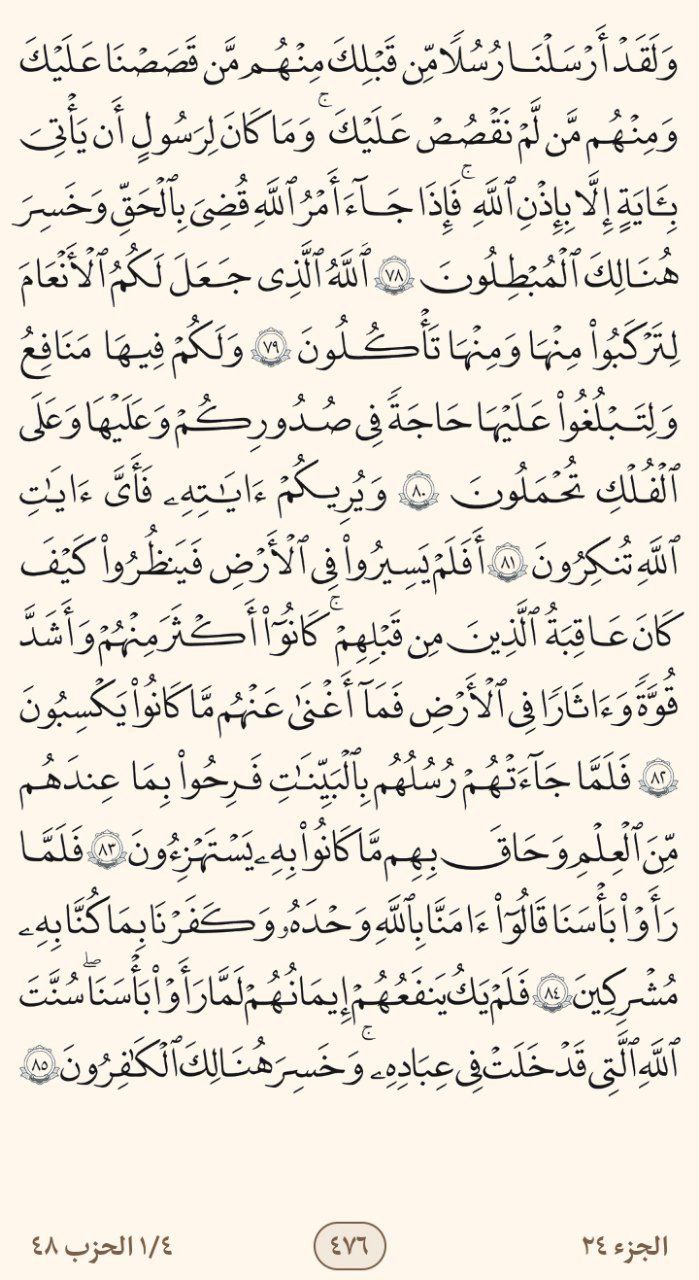 وَلَقَدْ أَرْسَلْنَا رُسُلًا مِّن قَبْلِكَ مِنْهُم مَّن قَصَصْنَا عَلَيْكَ
وَمِنْهُم مَّن لَّمْ نَقْصُصْ عَلَيْكَ ۚ وَمَا كَانَ لِرَسُولٍ أَن يَأْتِىَ
بِـَٔايَةٍ إِلَّا بِإِذْنِ ٱللَّهِ ۚ فَإِذَا جَآءَ أَمْرُ ٱللَّهِ قُضِىَ بِٱلْحَقِّ وَخَسِرَ
هُنَالِكَ ٱلْمُبْطِلُونَ ٧٨ ٱللَّهُ ٱلَّذِى جَعَلَ لَكُمُ ٱلْأَنْعَامَ
لِتَرْكَبُوا۟ مِنْهَا وَمِنْهَا تَأْكُلُونَ ٧٩ وَلَكُمْ فِيهَا مَنَافِعُ
وَلِتَبْلُغُوا۟ عَلَيْهَا حَاجَةً فِى صُدُورِكُمْ وَعَلَيْهَا وَعَلَى
ٱلْفُلْكِ تُحْمَلُونَ ٨٠ وَيُرِيكُمْ ءَايَـٰتِهِۦ فَأَىَّ ءَايَـٰتِ
ٱللَّهِ تُنكِرُونَ ٨١ أَفَلَمْ يَسِيرُوا۟ فِى ٱلْأَرْضِ فَيَنظُرُوا۟ كَيْفَ
كَانَ عَـٰقِبَةُ ٱلَّذِينَ مِن قَبْلِهِمْ ۚ كَانُوٓا۟ أَكْثَرَ مِنْهُمْ وَأَشَدَّ
قُوَّةً وَءَاثَارًا فِى ٱلْأَرْضِ فَمَآ أَغْنَىٰ عَنْهُم مَّا كَانُوا۟ يَكْسِبُونَ
٨٢ فَلَمَّا جَآءَتْهُمْ رُسُلُهُم بِٱلْبَيِّنَـٰتِ فَرِحُوا۟ بِمَا عِندَهُم
مِّنَ ٱلْعِلْمِ وَحَاقَ بِهِم مَّا كَانُوا۟ بِهِۦ يَسْتَهْزِءُونَ ٨٣ فَلَمَّا
رَأَوْا۟ بَأْسَنَا قَالُوٓا۟ ءَامَنَّا بِٱللَّهِ وَحْدَهُۥ وَكَفَرْنَا بِمَا كُنَّا بِهِۦ
مُشْرِكِينَ ٨٤ فَلَمْ يَكُ يَنفَعُهُمْ إِيمَـٰنُهُمْ لَمَّا رَأَوْا۟ بَأْسَنَا ۖ سُنَّتَ
ٱللَّهِ ٱلَّتِى قَدْ خَلَتْ فِى عِبَادِهِۦ ۚ وَخَسِرَ هُنَالِكَ ٱلْكَـٰفِرُونَ ٨٥
الجزء ٢٤ ٤٧٦ ١/٤ الحزب ٤٨